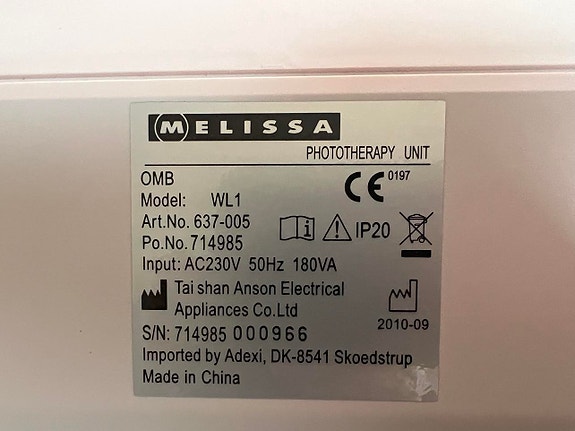 MELISSA
PHOTOTHERAPY UNIT
OMB
CE 0197
Model: WL1
Art.No. 637-005
IP20
Po.No. 714985
Input: AC230V 50Hz 180VA
Tai shan Anson Electrical
Appliances Co.Ltd
2010-09
S/N: 714985 000966
Imported by Adexi, DK-8541 Skoedstrup
Made in China